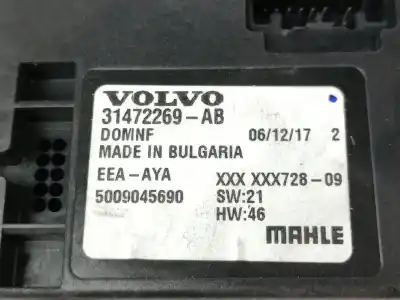 VOLVO
31472269-AB
DOMNF 06/12/17 2
MADE IN BULGARIA
EEA-AYA XXX XXX728-09
5009045690 SW:21
HW:46
MAHLE